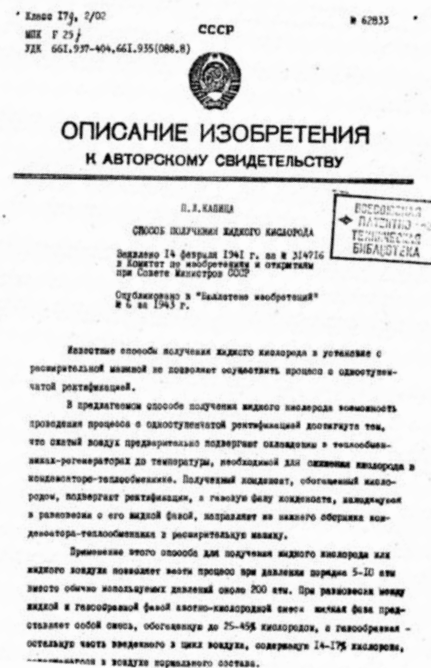 Класс 17g, 2/02
№ 62833
МПК F 25j
УДК 661.937-404.661.935(088.8)
СССР
ОПИСАНИЕ ИЗОБРЕТЕНИЯ
К АВТОРСКОМУ СВИДЕТЕЛЬСТВУ
П.Л.КАПИЦА
СПОСОБ ПОЛУЧЕНИЯ ЖИДКОГО КИСЛОРОДА
ВСЕСОЮЗНАЯ
ПАТЕНТНО-
ТЕХНИЧЕСКАЯ
БИБЛИОТЕКА
Заявлено 14 февраля 1941 г. за № 314716
в Комитет по изобретениям и открытиям
при Совете Министров СССР
Опубликовано в "Бюллетене изобретений"
№ 6 за 1943 г.
Известные способы получения жидкого кислорода в установке с
расширительной машиной не позволяют осуществить процесс с одноступен-
чатой ректификацией.
В предлагаемом способе получения жидкого кислорода возможность
проведения процесса с одноступенчатой ректификацией достигнута тем,
что сжатый воздух предварительно подвергают охлаждению в теплообмен-
никах-регенераторах до температуры, необходимой для ожижения кислорода в
конденсаторе-теплообменнике. Полученный конденсат, обогащенный кисло-
родом, подвергают ректификации, а газовую фазу конденсата, находящуюся
в равновесии с его жидкой фазой, направляют из нижнего сборника кон-
денсатора-теплообменника в расширительную машину.
Применение этого способа для получения жидкого кислорода или
жидкого воздуха позволяет вести процесс при давлении порядка 5-10 атм
вместо обычно используемых давлений около 200 атм. При равновесии между
жидкой и газообразной фазой азотно-кислородной смеси жидкая фаза пред-
ставляет собой смесь, обогащенную до 25-45% кислородом, а газообразная -
остальную часть введенного в цикл воздуха, содержащую 14-17% кислорода,
в воздухе нормального состава.